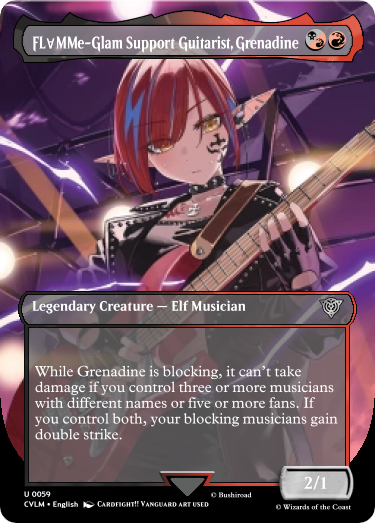 FL∀MMe-Glam Support Guitarist, Grenadine
Legendary Creature — Elf Musician
While Grenadine is blocking, it can't take
damage if you control three or more musicians
with different names or five or more fans. If
you control both, your blocking musicians gain
double strike.
2/1
U 0059
CVLM • English CARDFIGHT!! VANGUARD ART USED
© Bushiroad
© Wizards of the Coast